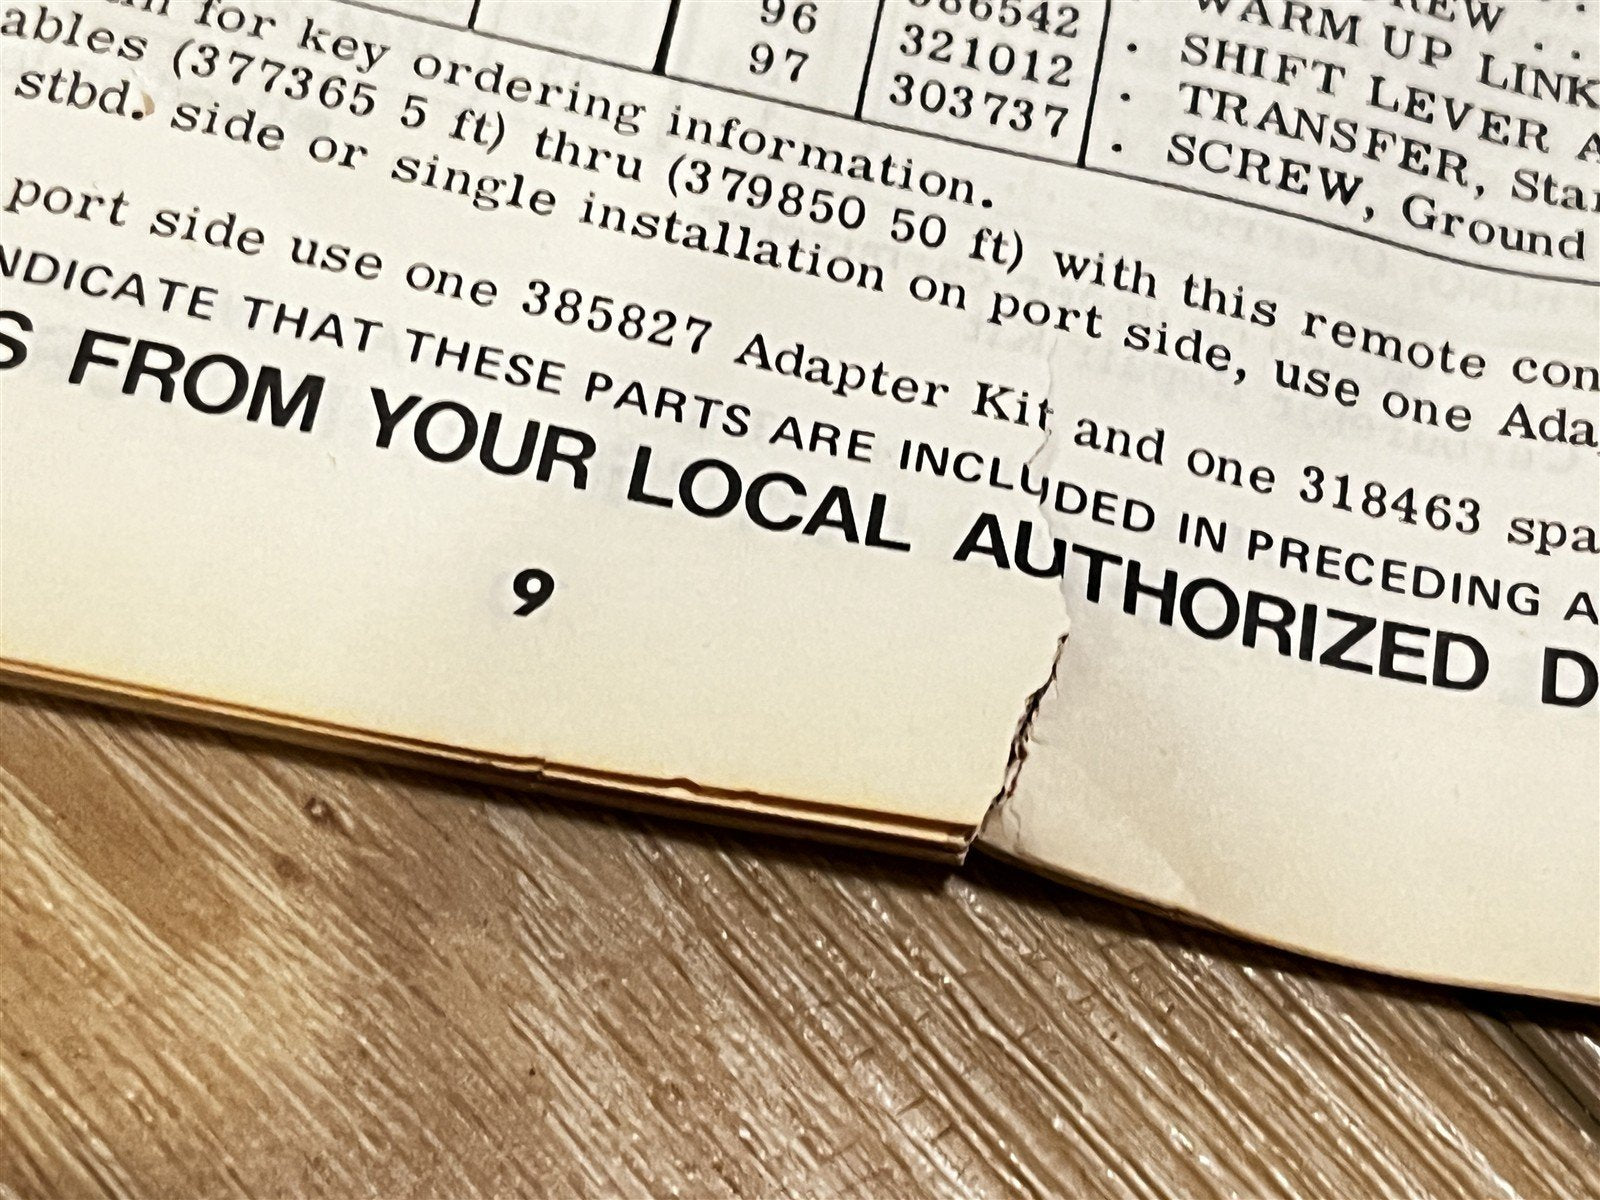 96 386542 WARM UP LINK
97 321012 · SHIFT LEVER
303737 · TRANSFER,
· SCREW, Ground
for key ordering information.
ables (377365 5 ft) thru (379850 50 ft) with this remote con
stbd. side or single installation on port side, use one Ada
port side use one 385827 Adapter Kit and one 318463 spa
NDICATE THAT THESE PARTS ARE INCLUDED IN PRECEDING A
S FROM YOUR LOCAL AUTHORIZED D
9